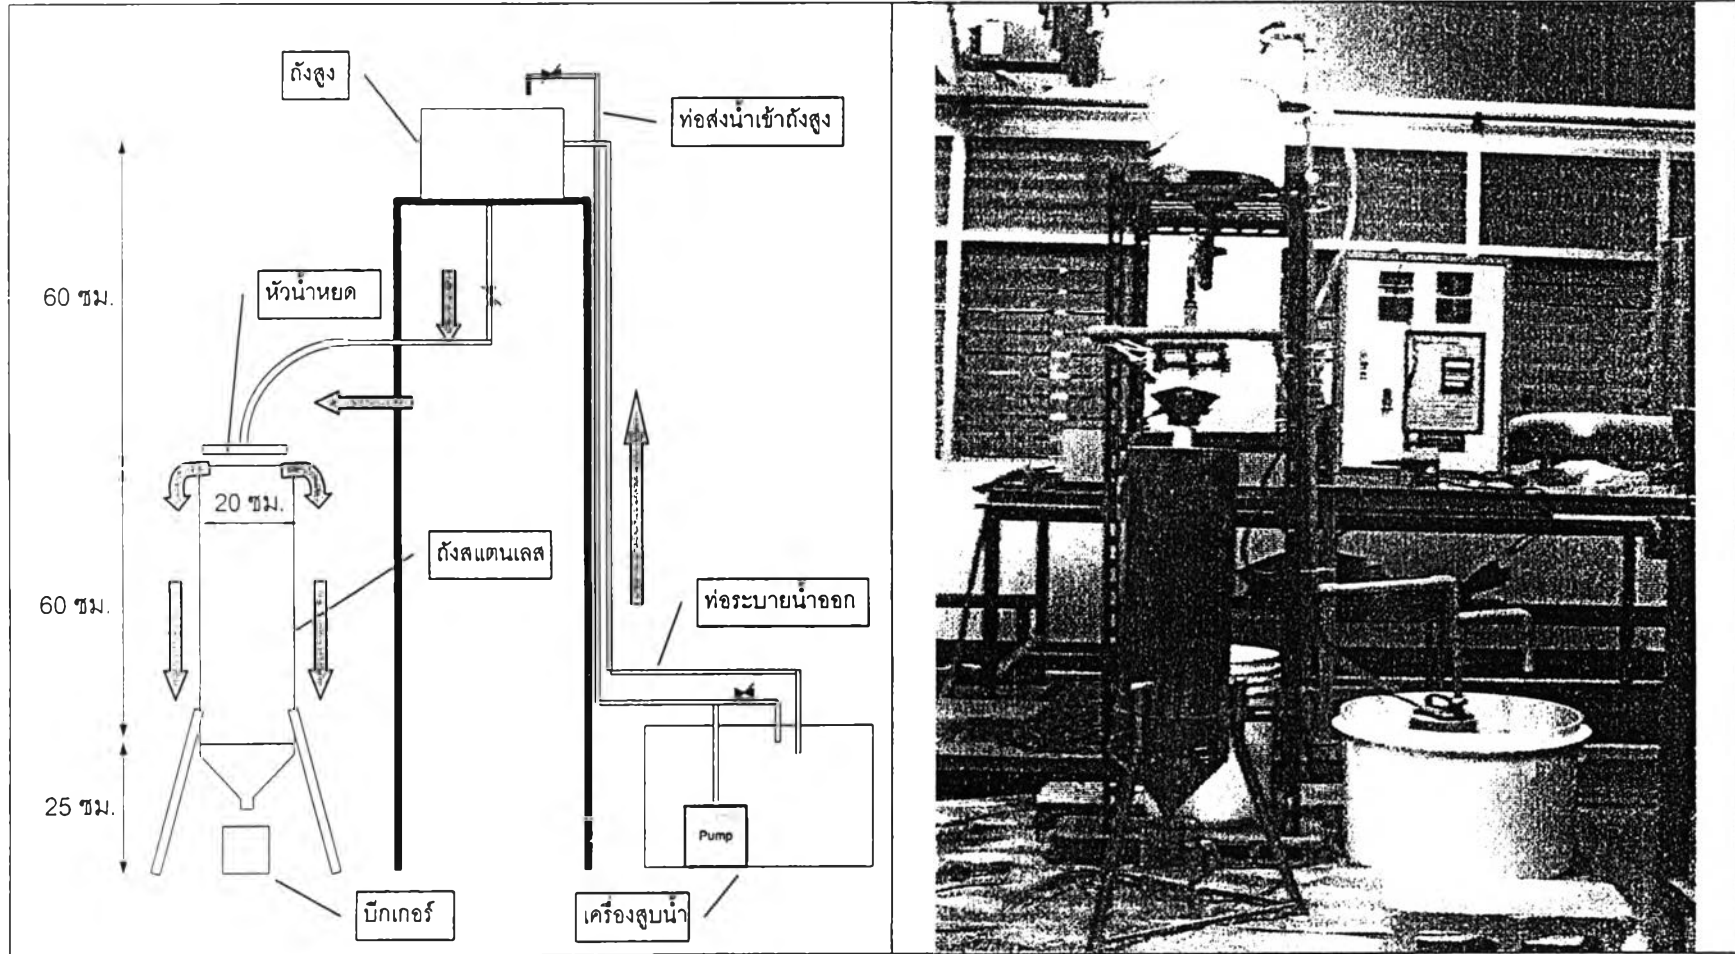 ถังสูง
ท่อส่งน้ำเข้าถังสูง
หัวน้ำหยด
60 ซม.
20 ซม.
ถังสแตนเลส
60 ซม.
ท่อระบายน้ำออก
25 ซม.
Pump
บีกเกอร์
เครื่องสูบน้ำ